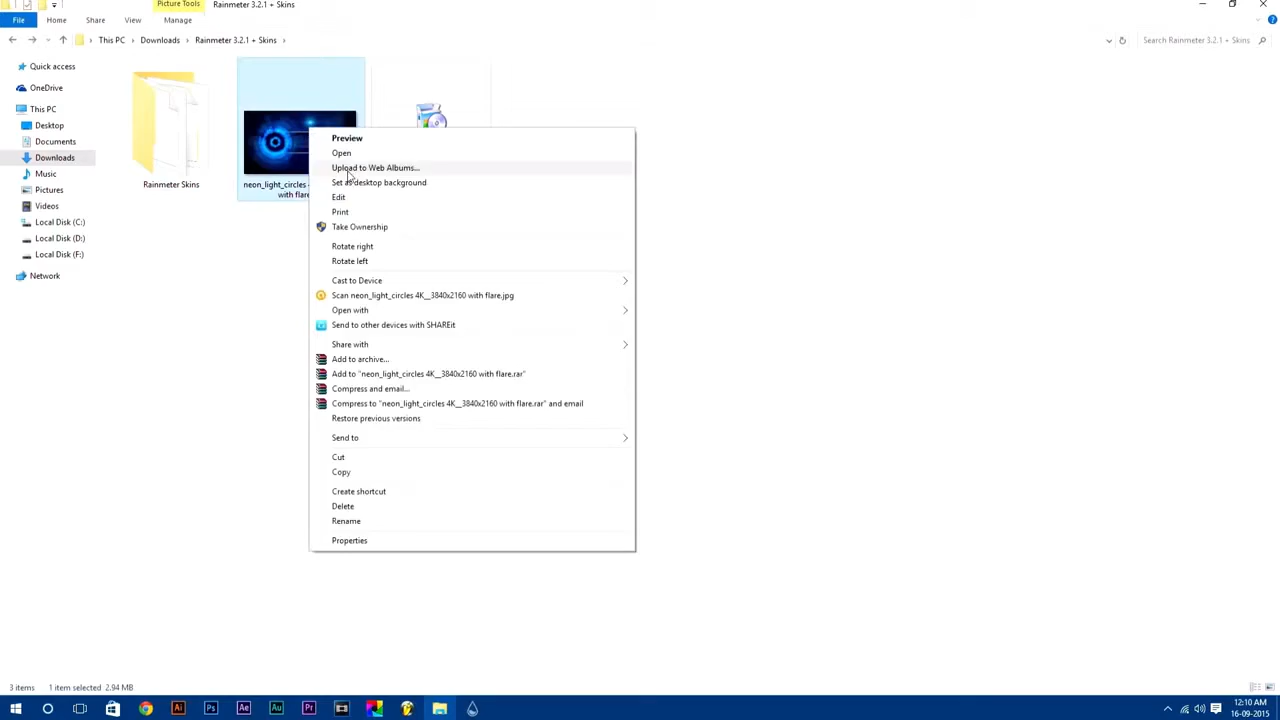 Picture Tools
Rainmeter 3.2.1 + Skins
File
Home
Share
View
Manage
This PC
Downloads
Rainmeter 3.2.1 + Skins
Search Rainmeter 3.2.1 + Skins
Quick access
OneDrive
This PC
Desktop
Documents
Downloads
Music
Pictures
Videos
Local Disk (C:)
Local Disk (D:)
Local Disk (F:)
Network
Rainmeter Skins
neon_light_circles
with flare
Preview
Open
Upload to Web Albums...
Set as desktop background
Edit
Print
Take Ownership
Rotate right
Rotate left
Cast to Device
Scan neon_light_circles 4K__3840x2160 with flare.jpg
Open with
Send to other devices with SHAREit
Share with
Add to archive...
Add to "neon_light_circles 4K__3840x2160 with flare.rar"
Compress and email...
Compress to "neon_light_circles 4K__3840x2160 with flare.rar" and email
Restore previous versions
Send to
Cut
Copy
Create shortcut
Delete
Rename
Properties
3 items
1 item selected 2.94 MB
Ai
Ps
Ae
Au
Pr
12:10 AM
16-09-2015